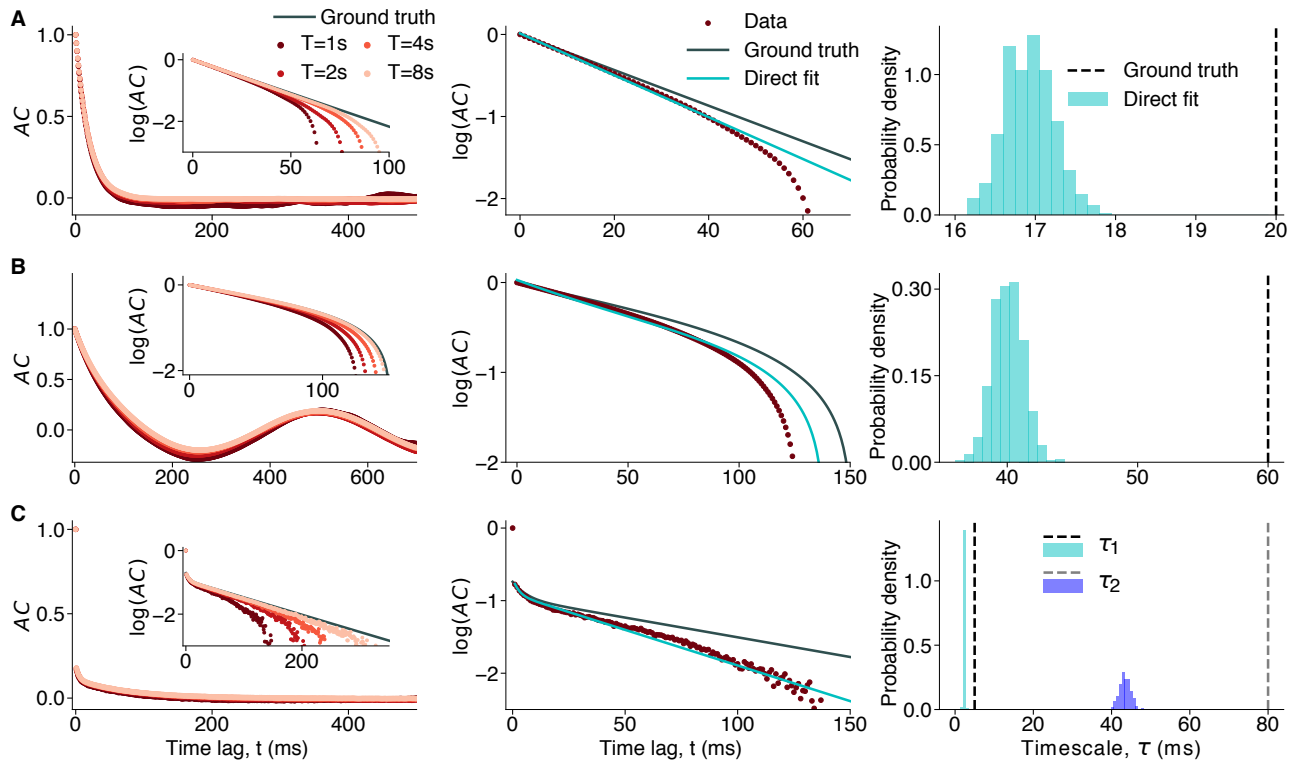 A
AC
1.0
0.5
0.0
0
200
400
log(AC)
0
−2
0
50
100
Ground truth
T=1s
T=4s
T=2s
T=8s
log(AC)
0
−1
−2
0
20
40
60
Data
Ground truth
Direct fit
Probability density
1.0
0.5
0.0
16
17
18
19
20
Ground truth
Direct fit
B
AC
1.0
0.5
0.0
0
200
400
600
log(AC)
0
−2
0
100
log(AC)
0
−1
−2
0
50
100
150
Probability density
0.30
0.15
0.00
40
50
60
C
AC
1.0
0.5
0.0
0
200
400
Time lag, t (ms)
log(AC)
0
−2
0
200
log(AC)
0
−1
−2
0
50
100
150
Time lag, t (ms)
Probability density
1.0
0.5
0.0
0
20
40
60
80
Timescale, τ (ms)
τ1
τ2